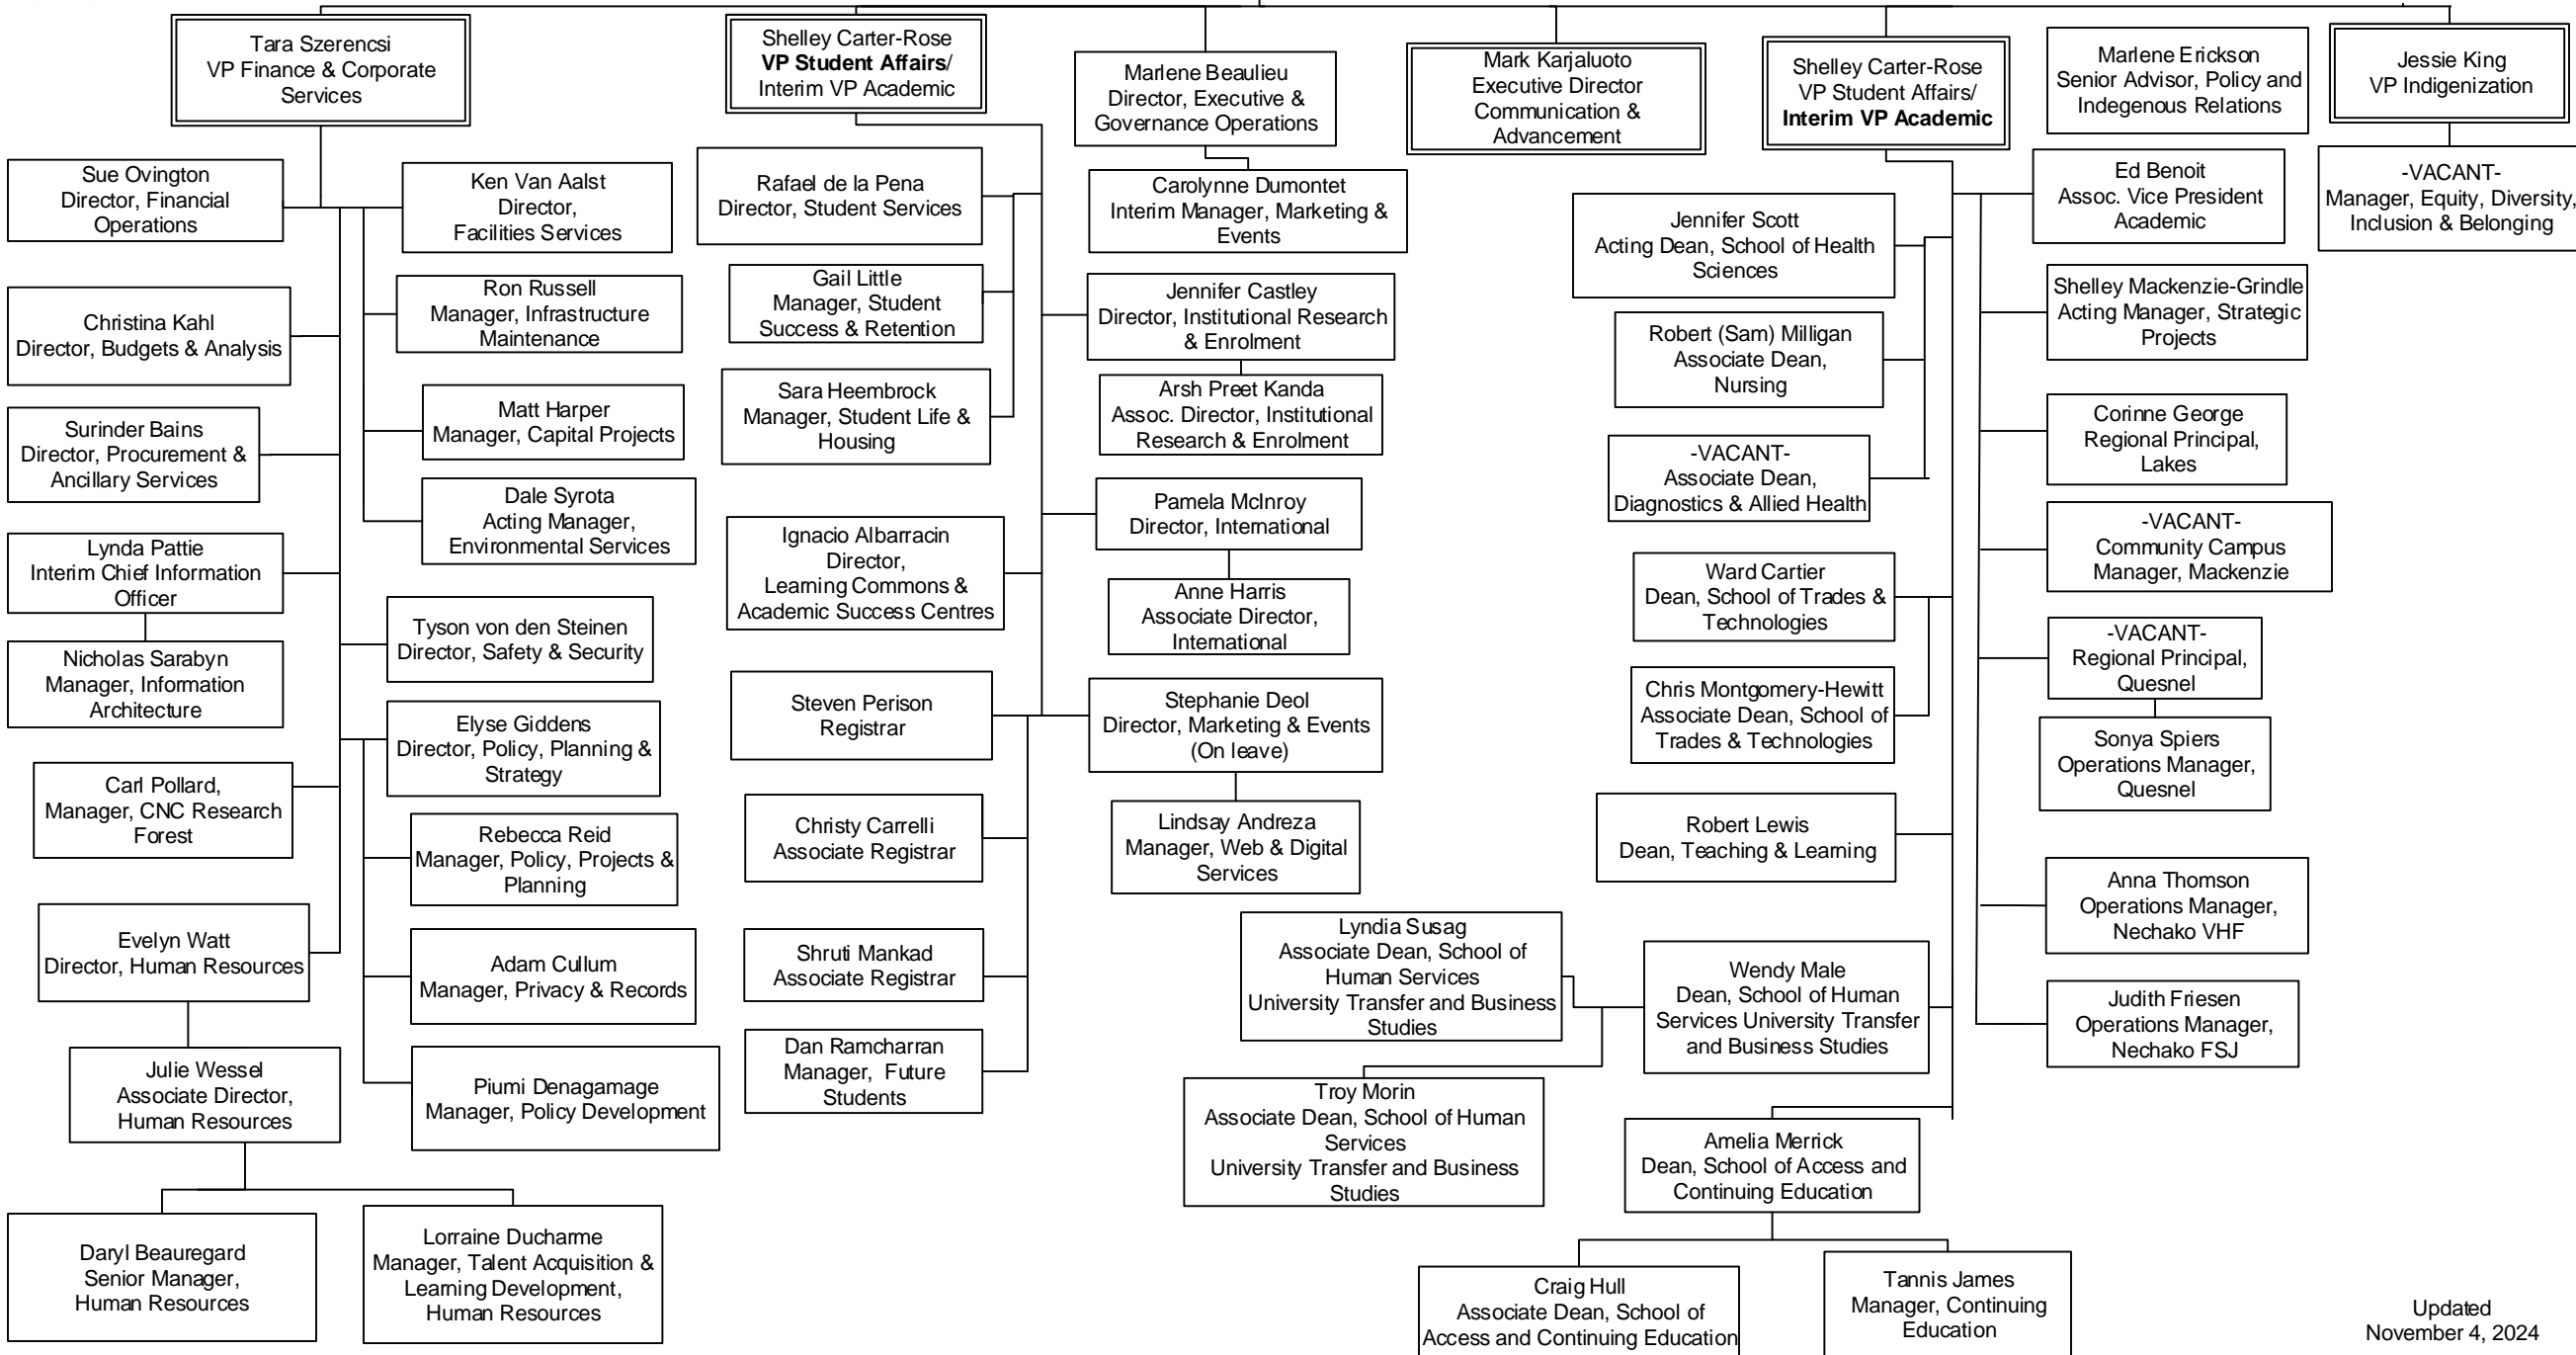 Tara Szerencsi
VP Finance & Corporate
Services
Shelley Carter-Rose
VP Student Affairs/
Interim VP Academic
Marlene Beaulieu
Director, Executive &
Governance Operations
Mark Karjaluoto
Executive Director
Communication &
Advancement
Shelley Carter-Rose
VP Student Affairs/
Interim VP Academic
Marlene Erickson
Senior Advisor, Policy and
Indegenous Relations
Jessie King
VP Indigenization
Sue Ovington
Director, Financial
Operations
Ken Van Aalst
Director,
Facilities Services
Ron Russell
Manager, Infrastructure
Maintenance
Matt Harper
Manager, Capital Projects
Dale Syrota
Acting Manager,
Environmental Services
Christina Kahl
Director, Budgets & Analysis
Surinder Bains
Director, Procurement &
Ancillary Services
Lynda Pattie
Interim Chief Information
Officer
Nicholas Sarabyn
Manager, Information
Architecture
Tyson von den Steinen
Director, Safety & Security
Elyse Giddens
Director, Policy, Planning &
Strategy
Rebecca Reid
Manager, Policy, Projects &
Planning
Adam Cullum
Manager, Privacy & Records
Piumi Denagamage
Manager, Policy Development
Carl Pollard,
Manager, CNC Research
Forest
Evelyn Watt
Director, Human Resources
Julie Wessel
Associate Director,
Human Resources
Daryl Beauregard
Senior Manager,
Human Resources
Lorraine Ducharme
Manager, Talent Acquisition &
Learning Development,
Human Resources
Rafael de la Pena
Director, Student Services
Gail Little
Manager, Student
Success & Retention
Sara Heembrock
Manager, Student Life &
Housing
Ignacio Albarracin
Director,
Learning Commons &
Academic Success Centres
Steven Perison
Registrar
Christy Carrelli
Associate Registrar
Shruti Mankad
Associate Registrar
Dan Ramcharran
Manager, Future
Students
Carolynne Dumontet
Interim Manager, Marketing &
Events
Jennifer Castley
Director, Institutional Research
& Enrolment
Arsh Preet Kanda
Assoc. Director, Institutional
Research & Enrolment
Pamela McInroy
Director, International
Anne Harris
Associate Director,
International
Stephanie Deol
Director, Marketing & Events
(On leave)
Lindsay Andreza
Manager, Web & Digital
Services
Jennifer Scott
Acting Dean, School of Health
Sciences
Robert (Sam) Milligan
Associate Dean,
Nursing
-VACANT-
Associate Dean,
Diagnostics & Allied Health
Ward Cartier
Dean, School of Trades &
Technologies
Chris Montgomery-Hewitt
Associate Dean, School of
Trades & Technologies
Robert Lewis
Dean, Teaching & Learning
Lyndia Susag
Associate Dean, School of
Human Services
University Transfer and Business
Studies
Wendy Male
Dean, School of Human
Services University Transfer
and Business Studies
Troy Morin
Associate Dean, School of Human
Services
University Transfer and Business
Studies
Amelia Merrick
Dean, School of Access and
Continuing Education
Craig Hull
Associate Dean, School of
Access and Continuing Education
Tannis James
Manager, Continuing
Education
Ed Benoit
Assoc. Vice President
Academic
Shelley Mackenzie-Grindle
Acting Manager, Strategic
Projects
Corinne George
Regional Principal,
Lakes
-VACANT-
Community Campus
Manager, Mackenzie
-VACANT-
Regional Principal,
Quesnel
Sonya Spiers
Operations Manager,
Quesnel
Anna Thomson
Operations Manager,
Nechako VHF
Judith Friesen
Operations Manager,
Nechako FSJ
-VACANT-
Manager, Equity, Diversity,
Inclusion & Belonging
Updated
November 4, 2024